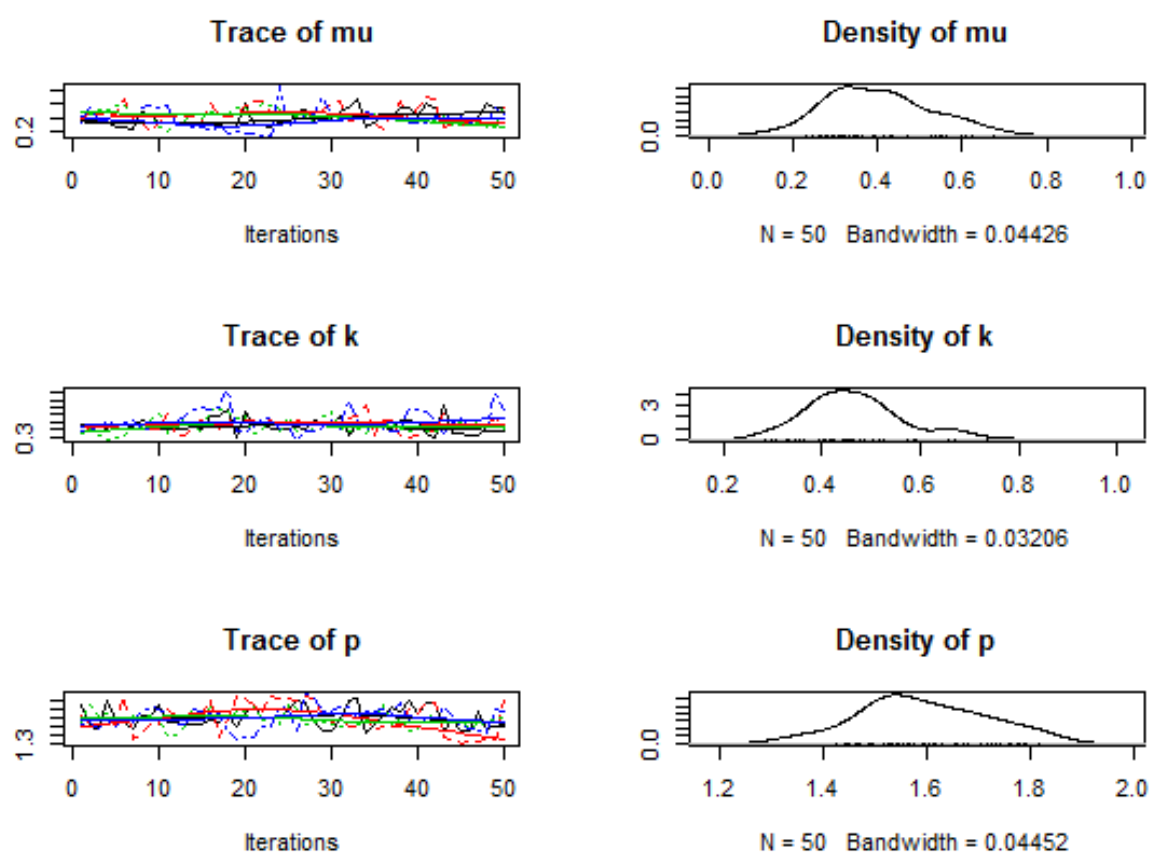 Trace of mu
0.2
0 10 20 30 40 50
Iterations
Density of mu
0.0
0.0 0.2 0.4 0.6 0.8 1.0
N = 50 Bandwidth = 0.04426
Trace of k
0.3
0 10 20 30 40 50
Iterations
Density of k
3
0
0.2 0.4 0.6 0.8 1.0
N = 50 Bandwidth = 0.03206
Trace of p
1.3
0 10 20 30 40 50
Iterations
Density of p
0.0
1.2 1.4 1.6 1.8 2.0
N = 50 Bandwidth = 0.04452